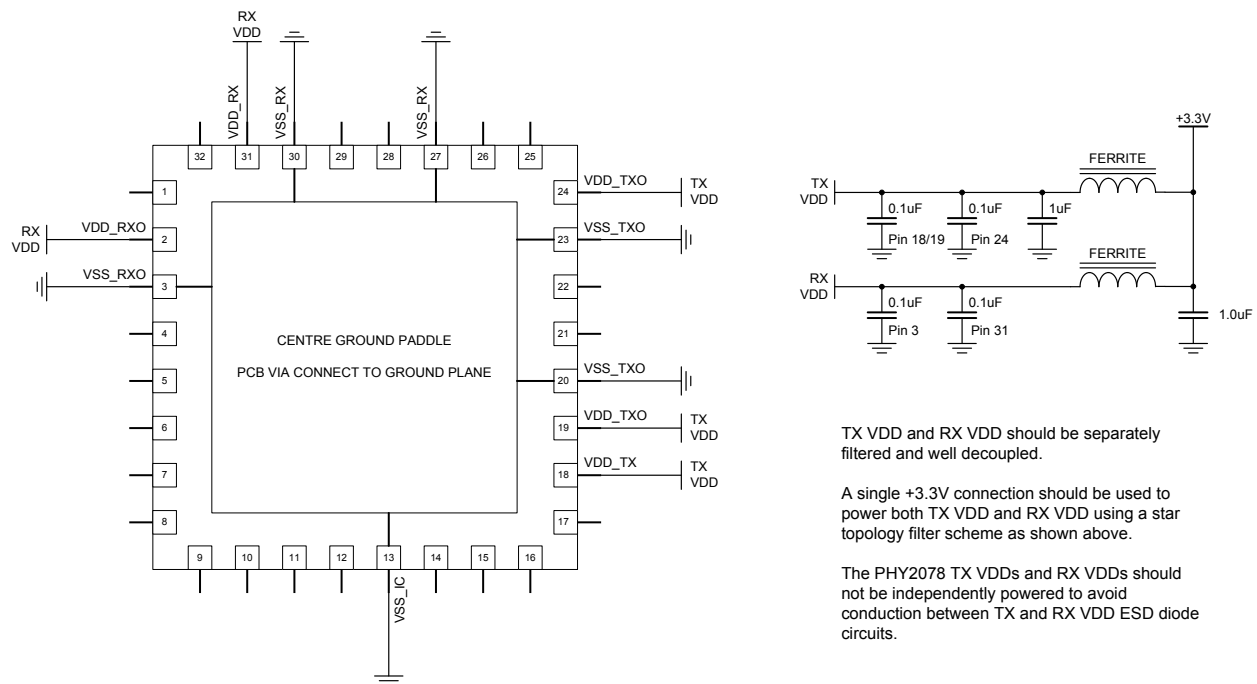 RX
VDD
VDD_RX
VSS_RX
VSS_RX
32
31
30
29
28
27
26
25
1
2
3
4
5
6
7
8
RX
VDD
VDD_RXO
VSS_RXO
CENTRE GROUND PADDLE
PCB VIA CONNECT TO GROUND PLANE
24
23
22
21
20
19
18
17
VDD_TXO
TX
VDD
VSS_TXO
VSS_TXO
VDD_TXO
TX
VDD
VDD_TX
TX
VDD
9
10
11
12
13
14
15
16
VSS_IC
+3.3V
FERRITE
TX
VDD
0.1uF
Pin 18/19
0.1uF
Pin 24
1uF
FERRITE
RX
VDD
0.1uF
Pin 3
0.1uF
Pin 31
1.0uF
TX VDD and RX VDD should be separately
filtered and well decoupled.
A single +3.3V connection should be used to
power both TX VDD and RX VDD using a star
topology filter scheme as shown above.
The PHY2078 TX VDDs and RX VDDs should
not be independently powered to avoid
conduction between TX and RX VDD ESD diode
circuits.